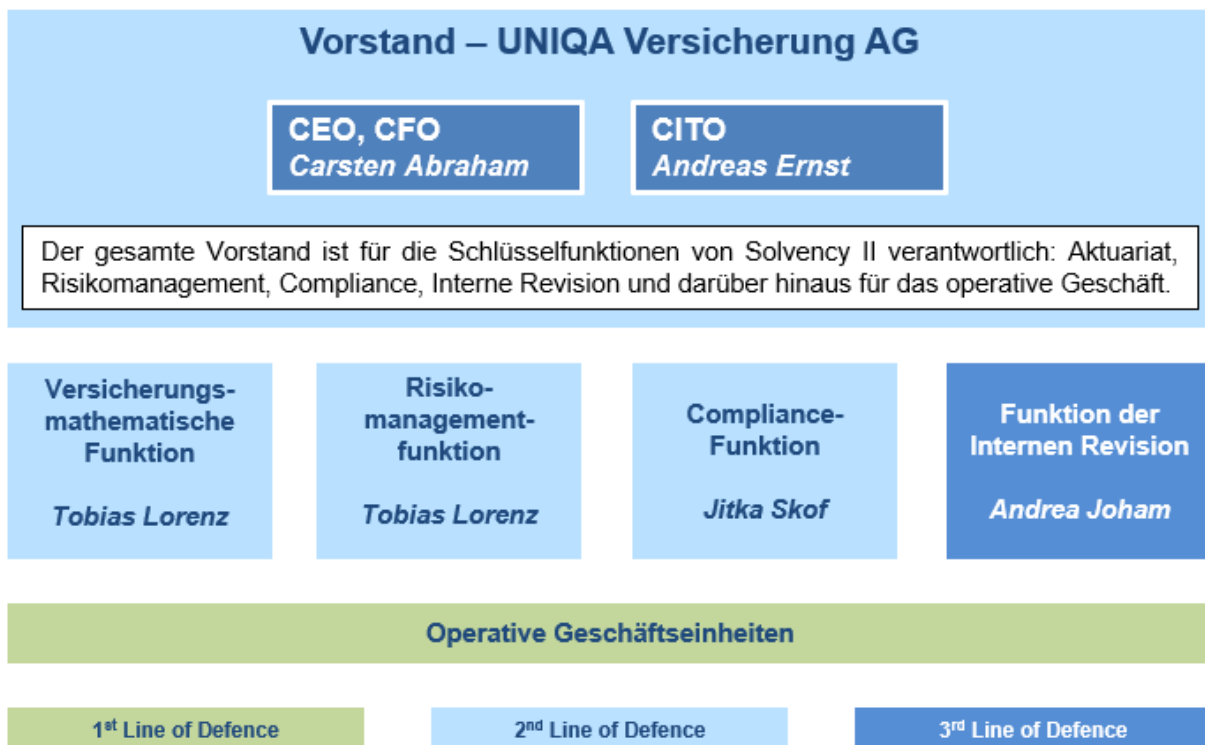 Vorstand – UNIQA Versicherung AG
CEO, CFO
Carsten Abraham
CITO
Andreas Ernst
Der gesamte Vorstand ist für die Schlüsselfunktionen von Solvency II verantwortlich: Aktuariat,
Risikomanagement, Compliance, Interne Revision und darüber hinaus für das operative Geschäft.
Versicherungs-
mathematische
Funktion
Tobias Lorenz
Risiko-
management-
funktion
Tobias Lorenz
Compliance-
Funktion
Jitka Skof
Funktion der
Internen Revision
Andrea Joham
Operative Geschäftseinheiten
1st Line of Defence
2nd Line of Defence
3rd Line of Defence